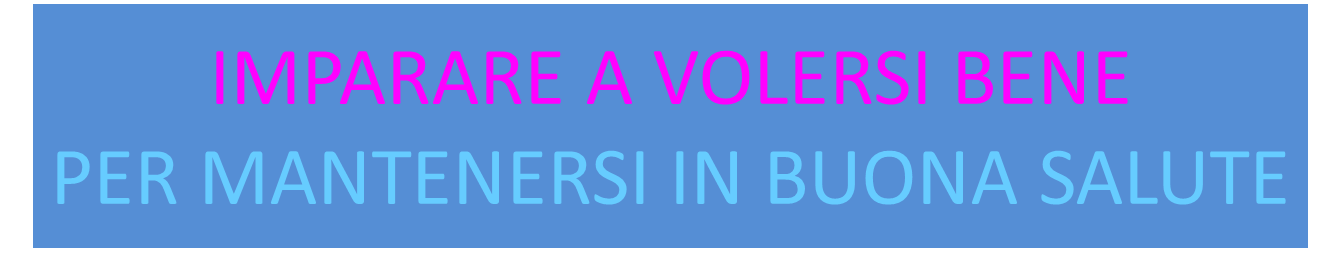 IMPARARE A VOLERSI BENE
PER MANTENERSI IN BUONA SALUTE